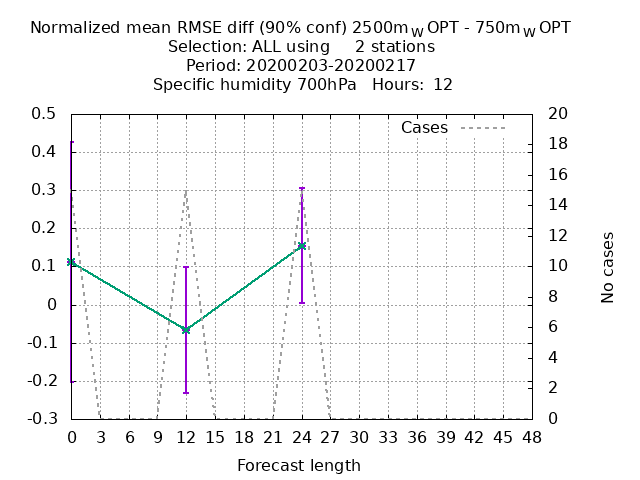 Normalized mean RMSE diff (90% conf) 2500m_W OPT - 750m_W OPT
Selection: ALL using 2 stations
Period: 20200203-20200217
Specific humidity 700hPa Hours: 12
Cases
0.5
0.4
0.3
0.2
0.1
0
-0.1
-0.2
-0.3
20
18
16
14
12
10
8
6
4
2
0
No cases
0 3 6 9 12 15 18 21 24 27 30 33 36 39 42 45 48
Forecast length